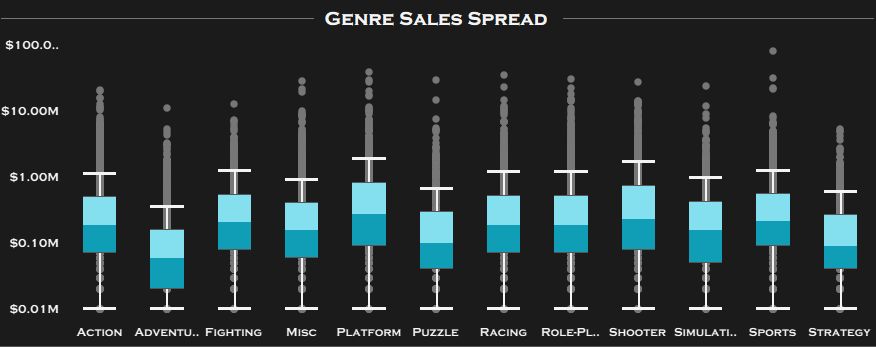 Genre Sales Spread
$100.0..
$10.00M
$1.00M
$0.10M
$0.01M
Action Adventu.. Fighting Misc Platform Puzzle Racing Role-Pl.. Shooter Simulati.. Sports Strategy